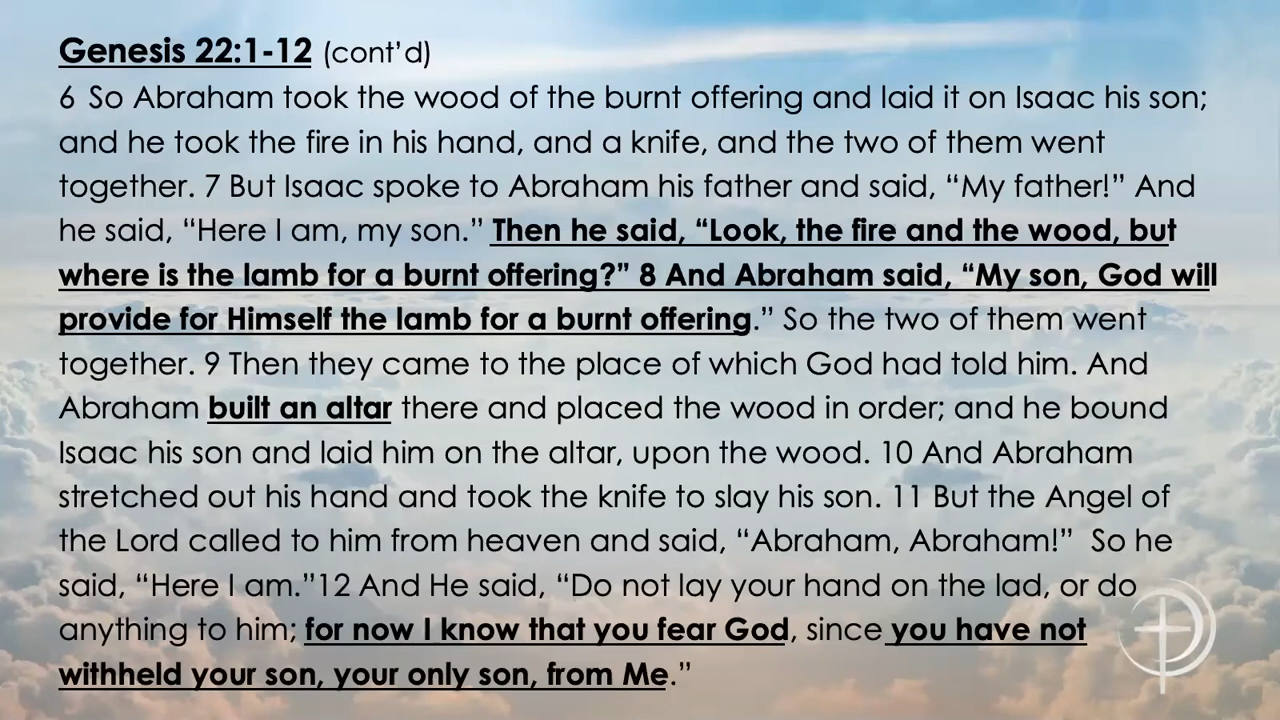 Genesis 22:1-12 (cont’d)
6 So Abraham took the wood of the burnt offering and laid it on Isaac his son;
and he took the fire in his hand, and a knife, and the two of them went
together. 7 But Isaac spoke to Abraham his father and said, “My father!” And
he said, “Here I am, my son.” Then he said, “Look, the fire and the wood, but
where is the lamb for a burnt offering?” 8 And Abraham said, “My son, God will
provide for Himself the lamb for a burnt offering.” So the two of them went
together. 9 Then they came to the place of which God had told him. And
Abraham built an altar there and placed the wood in order; and he bound
Isaac his son and laid him on the altar, upon the wood. 10 And Abraham
stretched out his hand and took the knife to slay his son. 11 But the Angel of
the Lord called to him from heaven and said, “Abraham, Abraham!”  So he
said, “Here I am.”12 And He said, “Do not lay your hand on the lad, or do
anything to him; for now I know that you fear God, since you have not
withheld your son, your only son, from Me.”